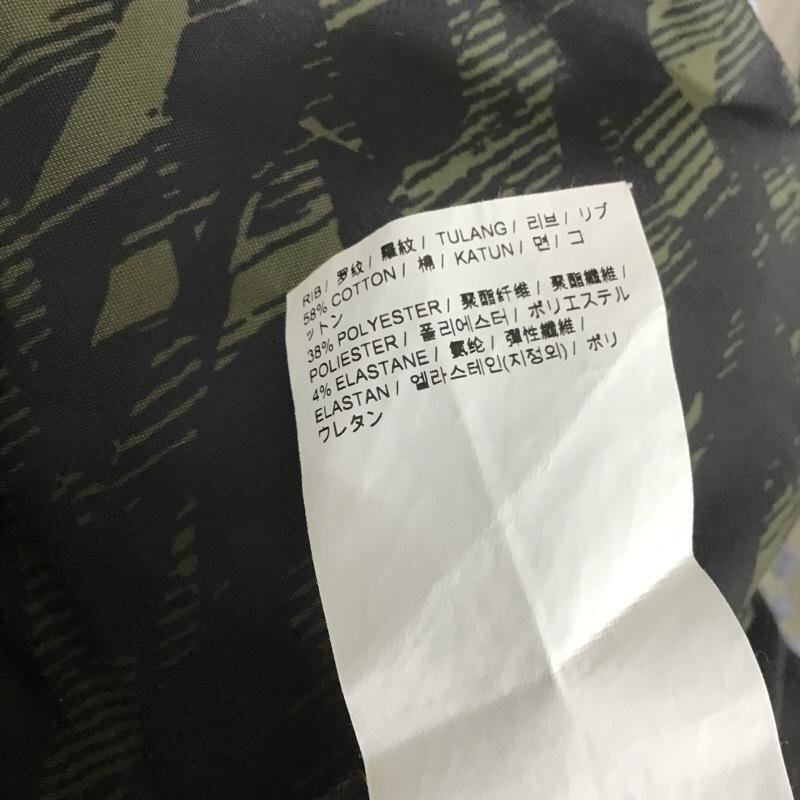 RIB / 罗纹 / 羅紋 / TULANG / 리브 / リブ
58% COTTON / 棉 / KATUN / 면 / コ
ットン
38% POLYESTER / 聚酯纤维 / 聚酯纖維 /
POLIESTER / 폴리에스터 / ポリエステル
4% ELASTANE / 氨纶 / 彈性纖維 /
ELASTAN / 엘라스테인(지정외) / ポリ
ウレタン